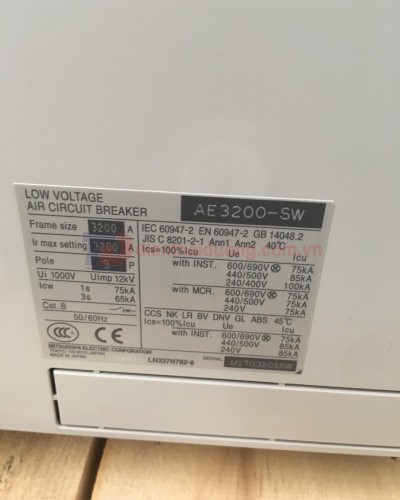 LOW VOLTAGE
AIR CIRCUIT BREAKER
AE3200-SW
Frame size 3200 A
Ir max setting 3200 A
Pole 3 P
Ui 1000V Uimp 12kV
Icw 1s 75kA
3s 65kA
Cat. B
50/60Hz
CCC
MITSUBISHI ELECTRIC CORPORATION
MADE IN JAPAN
IEC 60947-2 EN 60947-2 GB 14048.2
JIS C 8201-2-1 Ann1 Ann2 40℃
Ics=100%Icu Ue Icu
with INST. 600/690V 75kA
440/500V 85kA
240V 100kA
with MCR. 600/690V 75kA
440/500V 75kA
240V 75kA
CCS NK LR BV DNV GL ABS 45℃
Ics=100%Icu Ue Icu
with INST. 600/690V 75kA
440/500V 85kA
240V 100kA
LN337N792-8
SERIAL